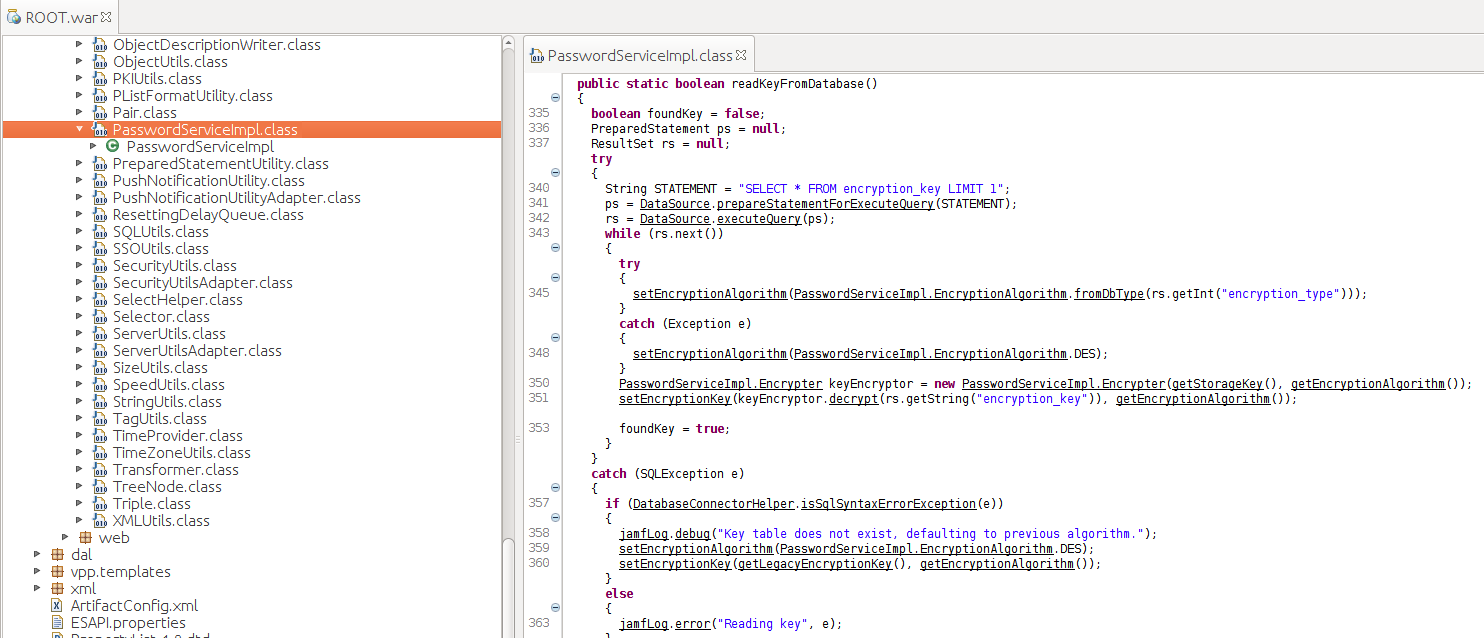 ROOT.war
ObjectDescriptionWriter.class
ObjectUtils.class
PKIUtils.class
PListFormatUtility.class
Pair.class
PasswordServiceImpl.class
PasswordServiceImpl
PreparedStatementUtility.class
PushNotificationUtility.class
PushNotificationUtilityAdapter.class
ResettingDelayQueue.class
SQLUtils.class
SSOUtils.class
SecurityUtils.class
SecurityUtilsAdapter.class
SelectHelper.class
Selector.class
ServerUtils.class
ServerUtilsAdapter.class
SizeUtils.class
SpeedUtils.class
StringUtils.class
TagUtils.class
TimeProvider.class
TimeZoneUtils.class
Transformer.class
TreeNode.class
Triple.class
XMLUtils.class
web
dal
vpp.templates
xml
ArtifactConfig.xml
ESAPI.properties
PasswordServiceImpl.class
public static boolean readKeyFromDatabase()
{
335 boolean foundKey = false;
336 PreparedStatement ps = null;
337 ResultSet rs = null;
try
{
340 String STATEMENT = "SELECT * FROM encryption_key LIMIT 1";
341 ps = DataSource.prepareStatementForExecuteQuery(STATEMENT);
342 rs = DataSource.executeQuery(ps);
343 while (rs.next())
{
try
{
345 setEncryptionAlgorithm(PasswordServiceImpl.EncryptionAlgorithm.fromDbType(rs.getInt("encryption_type")));
}
catch (Exception e)
{
348 setEncryptionAlgorithm(PasswordServiceImpl.EncryptionAlgorithm.DES);
}
350 PasswordServiceImpl.Encrypter keyEncryptor = new PasswordServiceImpl.Encrypter(getStorageKey(), getEncryptionAlgorithm());
351 setEncryptionKey(keyEncryptor.decrypt(rs.getString("encryption_key")), getEncryptionAlgorithm());
353 foundKey = true;
}
}
catch (SQLException e)
{
357 if (DatabaseConnectorHelper.isSqlSyntaxErrorException(e))
{
358 jamfLog.debug("Key table does not exist, defaulting to previous algorithm.");
359 setEncryptionAlgorithm(PasswordServiceImpl.EncryptionAlgorithm.DES);
360 setEncryptionKey(getLegacyEncryptionKey(), getEncryptionAlgorithm());
}
else
{
363 jamfLog.error("Reading key", e);